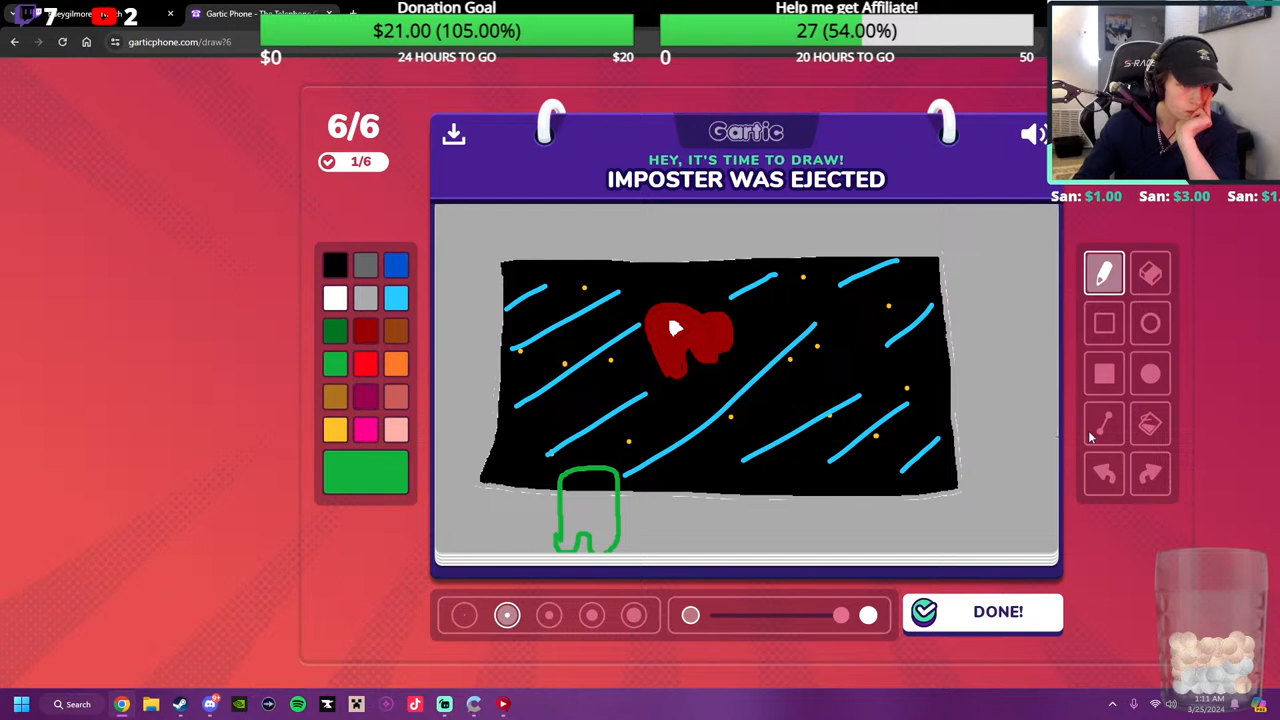 7
2
Gartic Phone - The Telephone G
garticphone.com/draw?6
Donation Goal
$21.00 (105.00%)
$0
24 HOURS TO GO
$20
Help me get Affiliate!
27 (54.00%)
0
20 HOURS TO GO
50
San: $1.00
San: $3.00
6/6
1/6
Gartic
HEY, IT'S TIME TO DRAW!
IMPOSTER WAS EJECTED
DONE!
Search
1:11 AM
3/25/2024